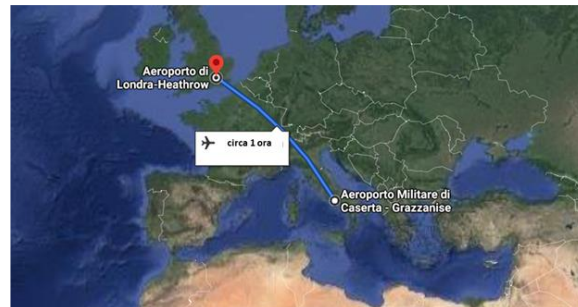 Aeroporto di
Londra-Heathrow
circa 1 ora
Aeroporto Militare di
Caserta - Grazzanise